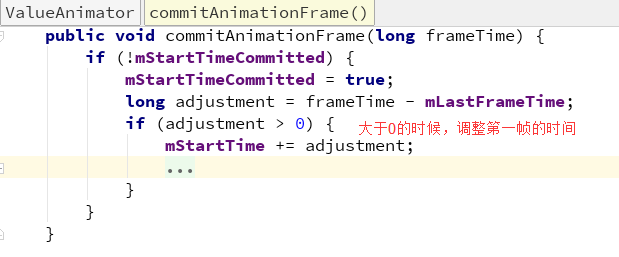 ValueAnimator commitAnimationFrame()
public void commitAnimationFrame(long frameTime) {
if (!mStartTimeCommitted) {
mStartTimeCommitted = true;
long adjustment = frameTime - mLastFrameTime;
if (adjustment > 0) { 大于0的时候，调整第一帧的时间
mStartTime += adjustment;
...
}
}
}